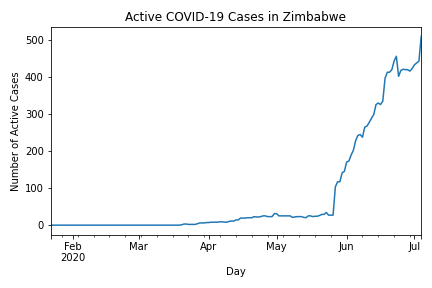 Active COVID-19 Cases in Zimbabwe
Number of Active Cases
500
400
300
200
100
0
Feb Mar Apr May Jun Jul
2020
Day